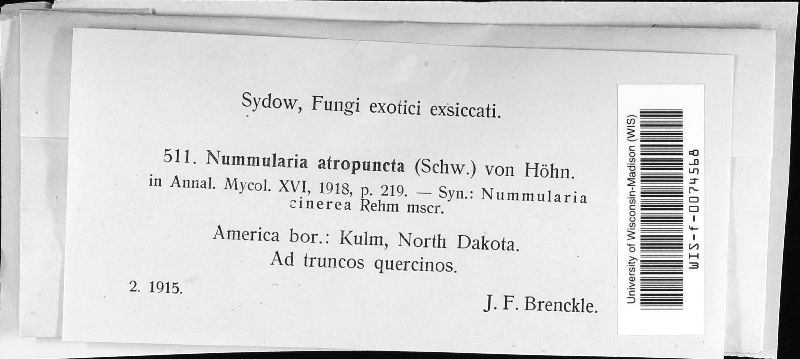 Sydow, Fungi exotici exsiccati.
511. Nummularia atropuncta (Schw.) von Höhn.
in Annal. Mycol. XVI, 1918, p. 219. — Syn.: Nummularia
cinerea Rehm mscr.
America bor.: Kulm, North Dakota.
Ad truncos quercinos.
2. 1915.
J. F. Brenckle.
University of Wisconsin-Madison (WIS)
WIS-f-0074568